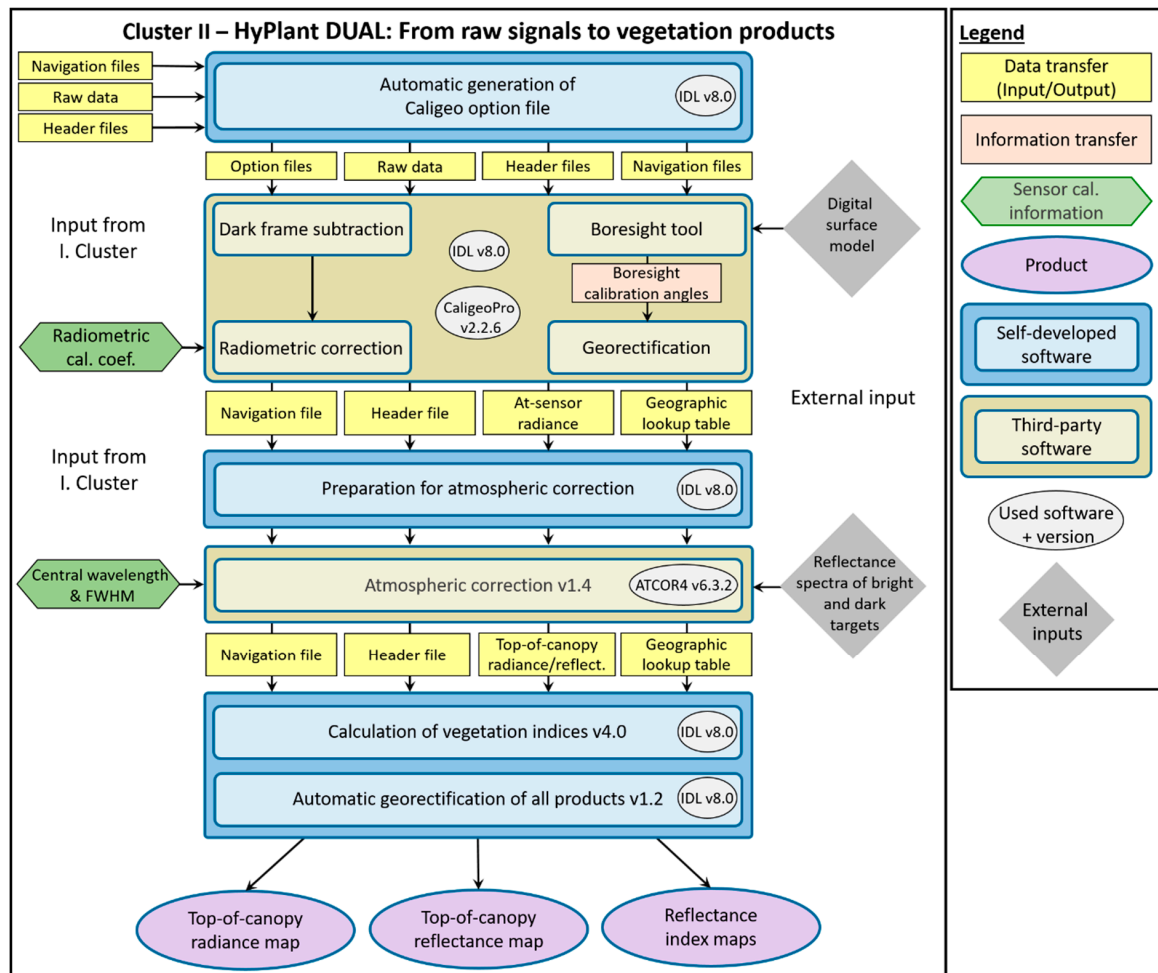 Cluster II – HyPlant DUAL: From raw signals to vegetation products
Navigation files
Raw data
Header files
Automatic generation of
Caligeo option file
IDL v8.0
Option files
Raw data
Header files
Navigation files
Input from
I. Cluster
Dark frame subtraction
IDL v8.0
CaligeoPro
v2.2.6
Boresight tool
Boresight
calibration angles
Digital
surface
model
Radiometric
cal. coef.
Radiometric correction
Georectification
Navigation file
Header file
At-sensor
radiance
Geographic
lookup table
External input
Input from
I. Cluster
Preparation for atmospheric correction
IDL v8.0
Central wavelength
& FWHM
Atmospheric correction v1.4
ATCOR4 v6.3.2
Reflectance
spectra of bright
and dark
targets
Navigation file
Header file
Top-of-canopy
radiance/reflect.
Geographic
lookup table
Calculation of vegetation indices v4.0
IDL v8.0
Automatic georectification of all products v1.2
IDL v8.0
Top-of-canopy
radiance map
Top-of-canopy
reflectance map
Reflectance
index maps
Legend
Data transfer
(Input/Output)
Information transfer
Sensor cal.
information
Product
Self-developed
software
Third-party
software
Used software
+ version
External
inputs